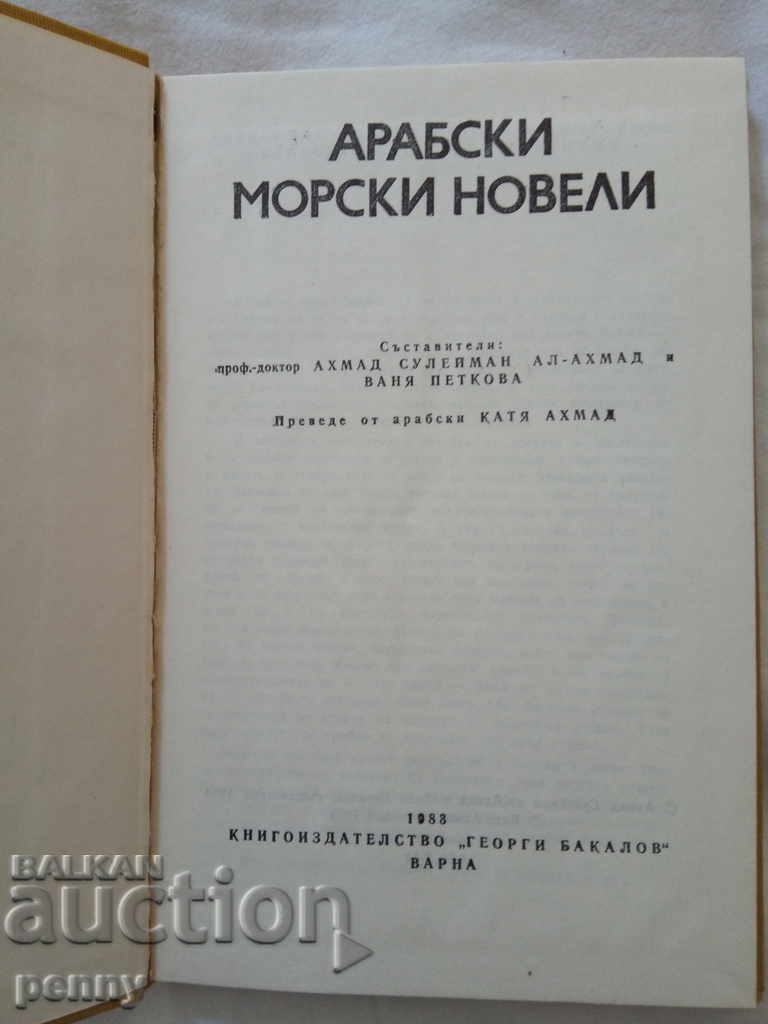 АРАБСКИ
МОРСКИ НОВЕЛИ
Съставители:
проф.-доктор АХМАД СУЛЕЙМАН АЛ-АХМАД и
ВАНЯ ПЕТКОВА
Преведе от арабски КАТЯ АХМАД
1983
КНИГОИЗДАТЕЛСТВО „ГЕОРГИ БАКАЛОВ“
ВАРНА
BALKAN
auction
penny